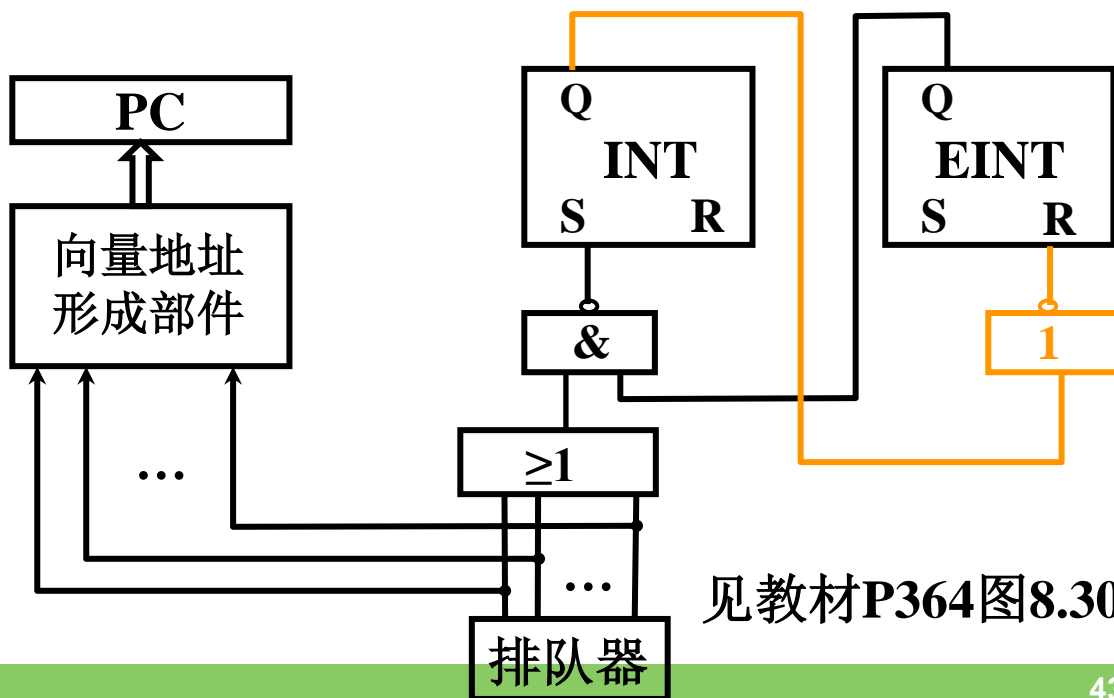 PC
向量地址
形成部件
…
Q
INT
S
R
&
≥1
…
排队器
Q
EINT
S
R
1
见教材P364图8.30
43